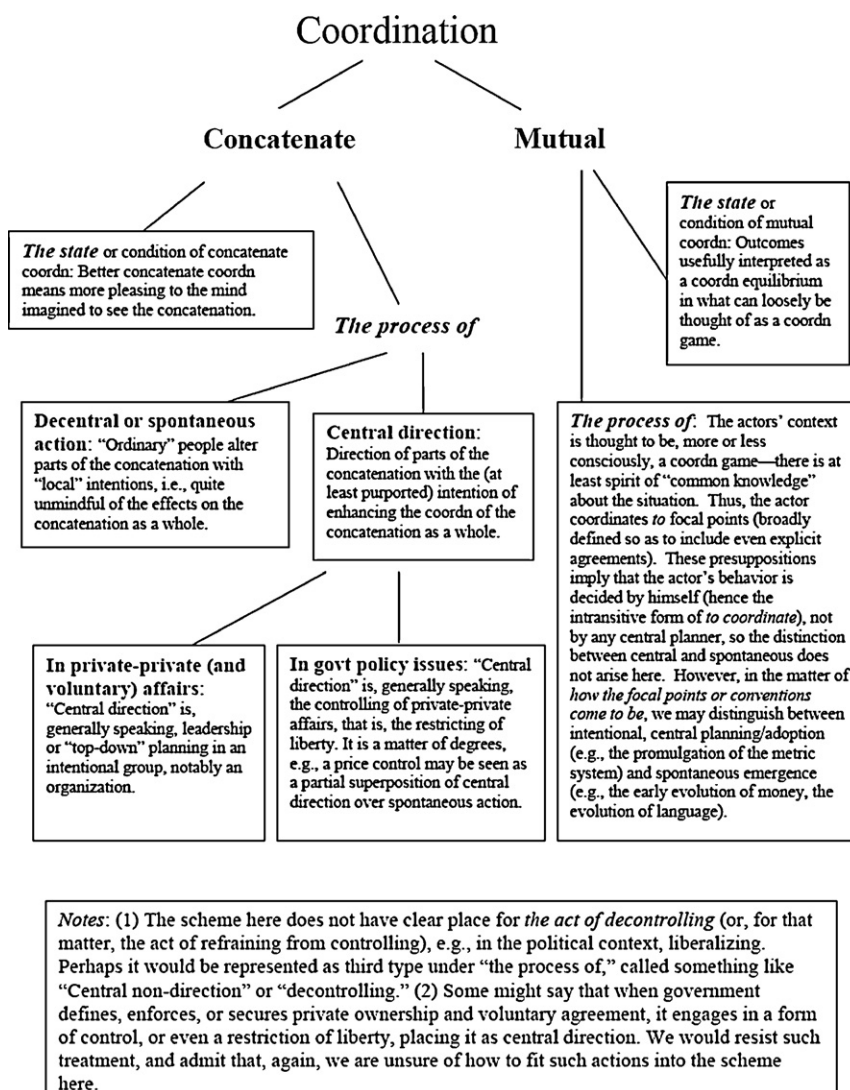 Coordination
Concatenate
Mutual
The state or condition of concatenate
coordn: Better concatenate coordn
means more pleasing to the mind
imagined to see the concatenation.
The state or
condition of mutual
coordn: Outcomes
usefully interpreted as
a coordn equilibrium
in what can loosely be
thought of as a coordn
game.
The process of
Decentral or spontaneous
action: “Ordinary” people alter
parts of the concatenation with
“local” intentions, i.e., quite
unmindful of the effects on the
concatenation as a whole.
Central direction:
Direction of parts of the
concatenation with the (at
least purported) intention of
enhancing the coordn of the
concatenation as a whole.
The process of: The actors’ context
is thought to be, more or less
consciously, a coordn game—there is at
least spirit of “common knowledge”
about the situation. Thus, the actor
coordinates to focal points (broadly
defined so as to include even explicit
agreements). These presuppositions
imply that the actor’s behavior is
decided by himself (hence the
intransitive form of to coordinate), not
by any central planner, so the distinction
between central and spontaneous does
not arise here. However, in the matter of
how the focal points or conventions
come to be, we may distinguish between
intentional, central planning/adoption
(e.g., the promulgation of the metric
system) and spontaneous emergence
(e.g., the early evolution of money, the
evolution of language).
In private-private (and
voluntary) affairs:
“Central direction” is,
generally speaking, leadership
or “top-down” planning in an
intentional group, notably an
organization.
In govt policy issues: “Central
direction” is, generally speaking,
the controlling of private-private
affairs, that is, the restricting of
liberty. It is a matter of degrees,
e.g., a price control may be seen as
a partial superposition of central
direction over spontaneous action.
Notes: (1) The scheme here does not have clear place for the act of decontrolling (or, for that
matter, the act of refraining from controlling), e.g., in the political context, liberalizing.
Perhaps it would be represented as third type under “the process of,” called something like
“Central non-direction” or “decontrolling.” (2) Some might say that when government
defines, enforces, or secures private ownership and voluntary agreement, it engages in a form
of control, or even a restriction of liberty, placing it as central direction. We would resist such
treatment, and admit that, again, we are unsure of how to fit such actions into the scheme
here.